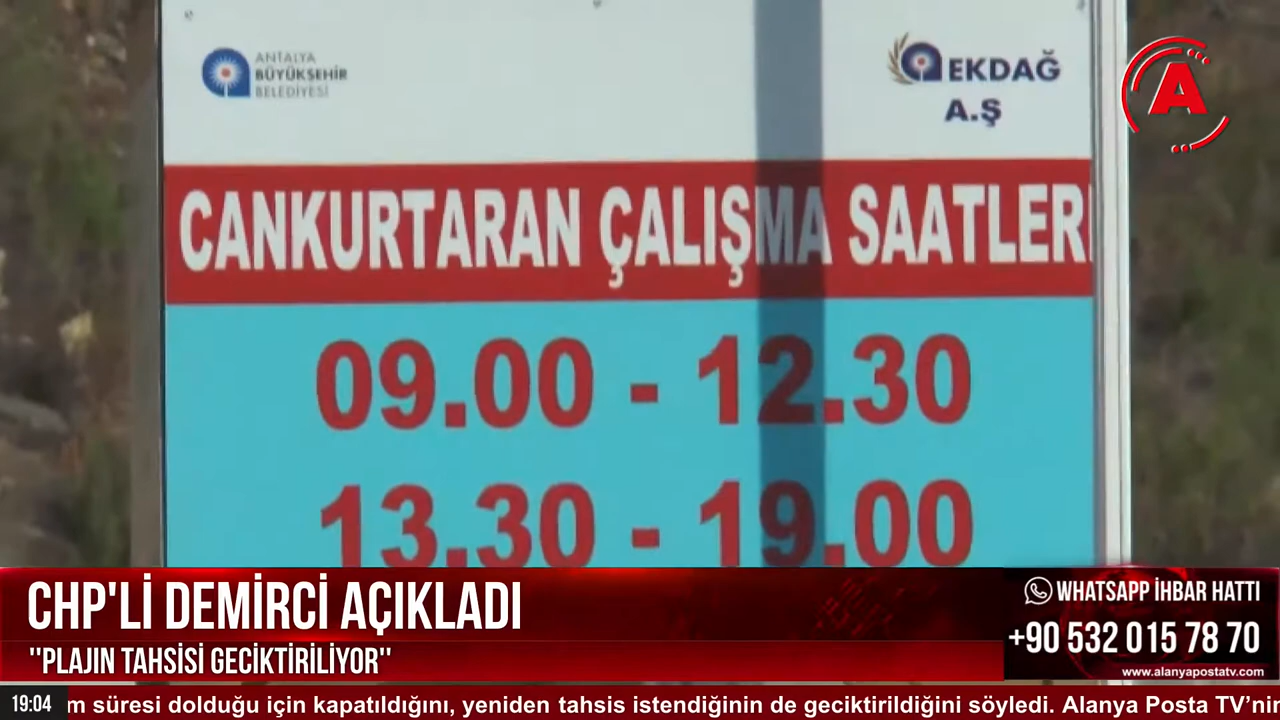 ANTALYA
BÜYÜKŞEHİR
BELEDİYESİ
EKDAĞ
A.Ş
A
CANKURTARAN ÇALIŞMA SAATLERİ
09.00 - 12.30
13.30 - 19.00
CHP'Lİ DEMİRCİ AÇIKLADI
"PLAJIN TAHSİSİ GECİKTİRİLİYOR"
WHATSAPP İHBAR HATTI
+90 532 015 78 70
www.alanyapostatv.com
19:04
m süresi dolduğu için kapatıldığını, yeniden tahsis istendiğinin de geciktirildiğini söyledi. Alanya Posta TV'nin